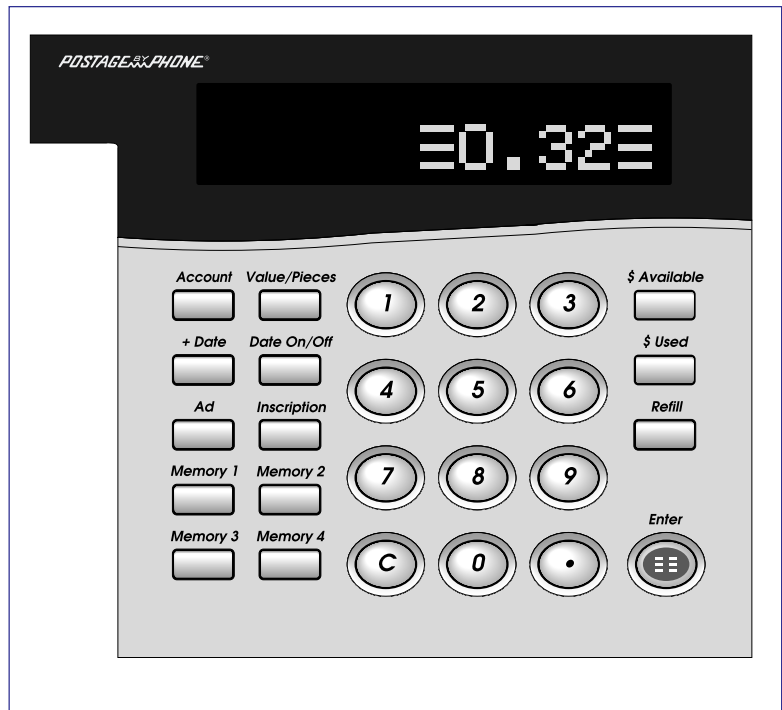 POSTAGE BY PHONE®
≡0.32≡
Account Value/Pieces 1 2 3 $ Available
+ Date Date On/Off 4 5 6 $ Used
Ad Inscription 7 8 9 Refill
Memory 1 Memory 2
Memory 3 Memory 4 C 0 • Enter